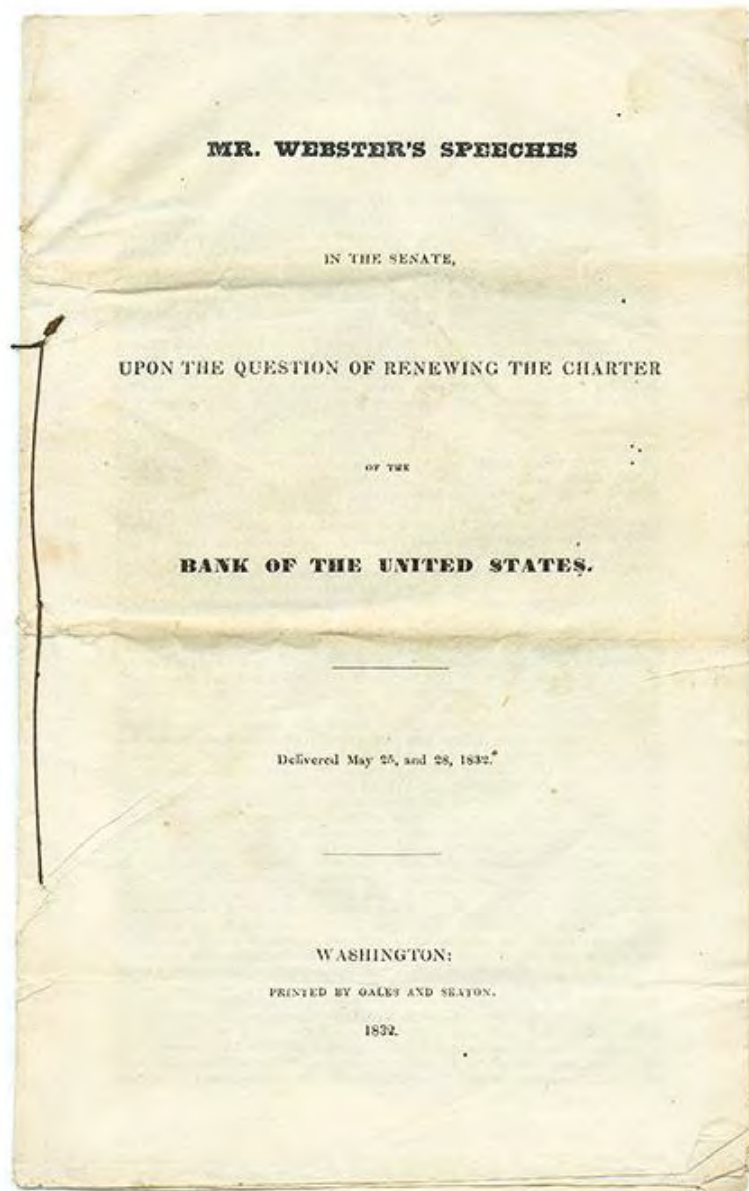 MR. WEBSTER'S SPEECHES
IN THE SENATE,
UPON THE QUESTION OF RENEWING THE CHARTER
OF THE
BANK OF THE UNITED STATES.
Delivered May 25, and 28, 1832.
WASHINGTON:
PRINTED BY GALES AND SEATON.
1832.